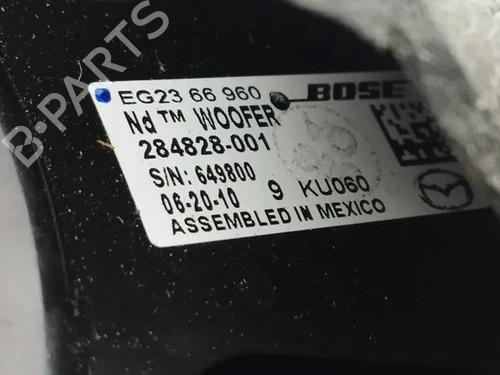 B-PARTS
EG23 66 960 BOSE
Nd™ WOOFER
284828-001
S/N: 649800
06-20-10 9 KU060
ASSEMBLED IN MEXICO